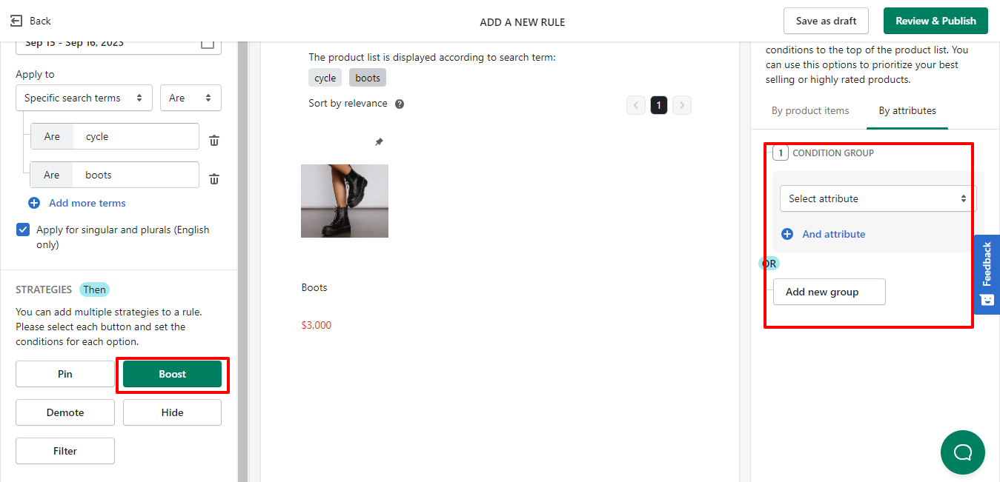 Back
ADD A NEW RULE
Save as draft
Review & Publish
Sep 15 - Sep 16, 2023
Apply to
Specific search terms
Are
Are
cycle
Are
boots
Add more terms
Apply for singular and plurals (English
only)
STRATEGIES
Then
You can add multiple strategies to a rule.
Please select each button and set the
conditions for each option.
Pin
Boost
Demote
Hide
Filter
The product list is displayed according to search term:
cycle
boots
Sort by relevance
?
1
Boots
$3,000
conditions to the top of the product list. You
can use this options to prioritize your best
selling or highly rated products.
By product items
By attributes
1
CONDITION GROUP
Select attribute
And attribute
OR
Add new group
Feedback